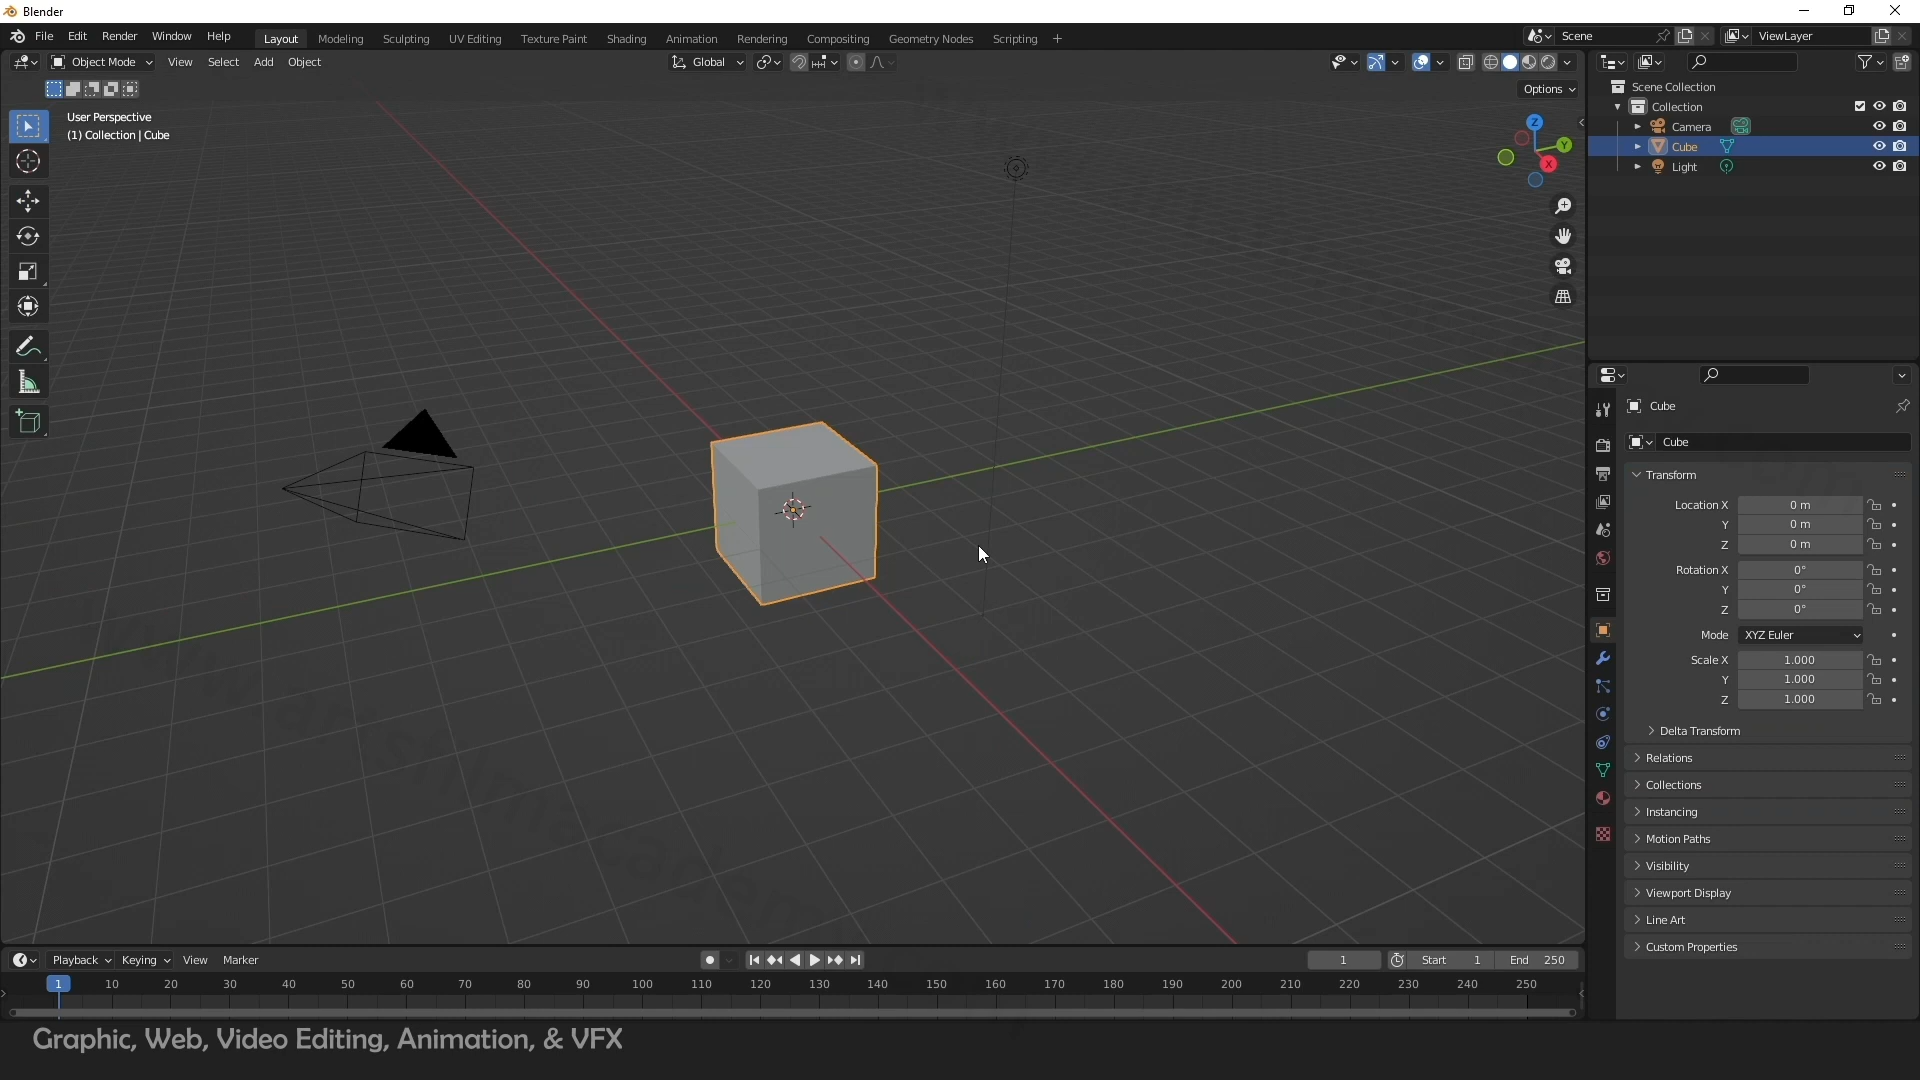 Blender
File Edit Render Window Help Layout Modeling Sculpting UV Editing Texture Paint Shading Animation Rendering Compositing Geometry Nodes Scripting + Scene ViewLayer
Object Mode View Select Add Object Global
Options
User Perspective
(1) Collection | Cube
Z
Y
X
Scene Collection
Collection
Camera
Cube
Light
Cube
Cube
Transform
Location X 0 m
Y 0 m
Z 0 m
Rotation X 0°
Y 0°
Z 0°
Mode XYZ Euler
Scale X 1.000
Y 1.000
Z 1.000
Delta Transform
Relations
Collections
Instancing
Motion Paths
Visibility
Viewport Display
Line Art
Custom Properties
Playback Keying View Marker 1 Start 1 End 250
1 10 20 30 40 50 60 70 80 90 100 110 120 130 140 150 160 170 180 190 200 210 220 230 240 250
Graphic, Web, Video Editing, Animation, & VFX